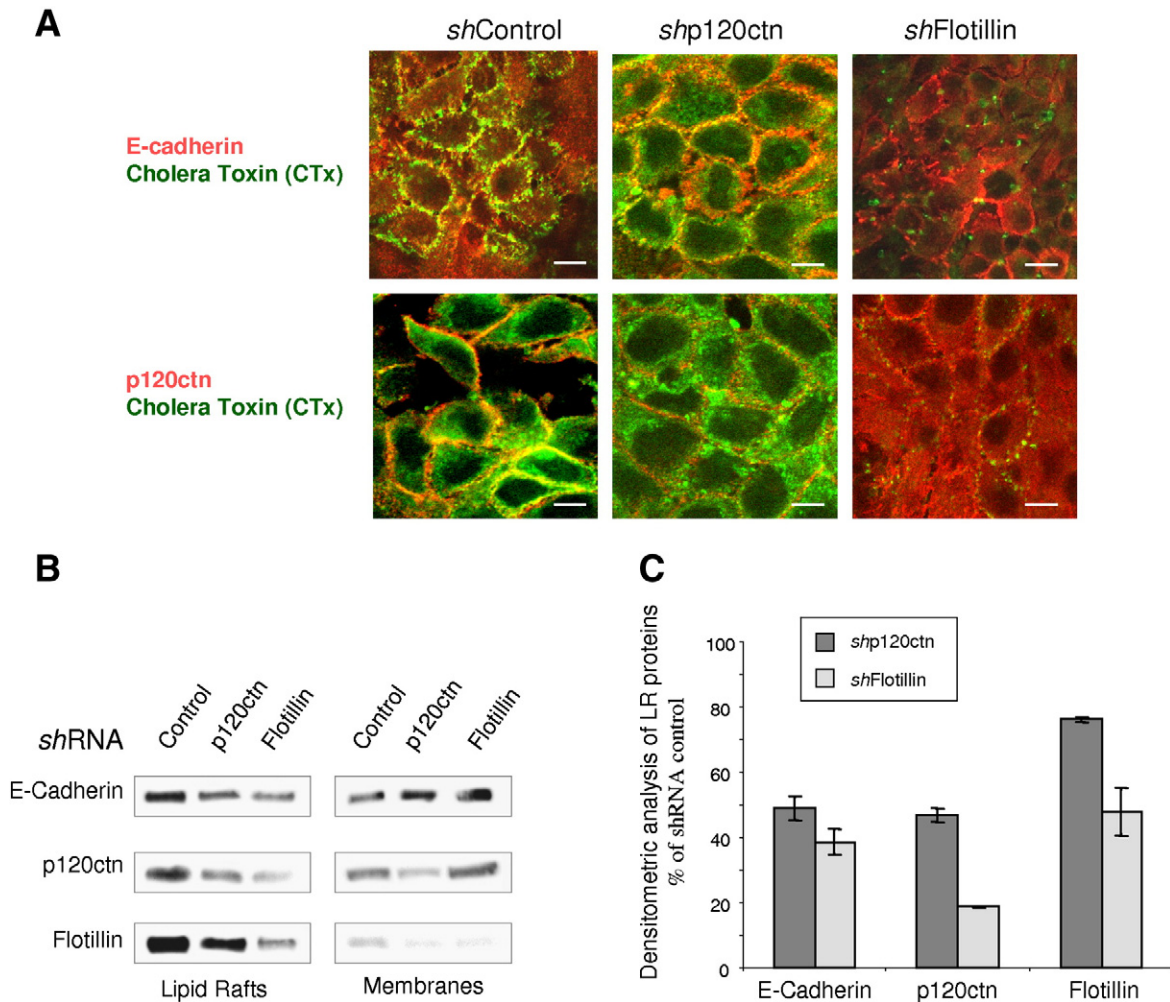 A
shControl
shp120ctn
shFlotillin
E-cadherin
Cholera Toxin (CTx)
p120ctn
Cholera Toxin (CTx)
B
shRNA
Control
p120ctn
Flotillin
Control
p120ctn
Flotillin
E-Cadherin
p120ctn
Flotillin
Lipid Rafts
Membranes
C
Densitometric analysis of LR proteins
% of shRNA control
100
80
60
40
20
0
shp120ctn
shFlotillin
E-Cadherin
p120ctn
Flotillin